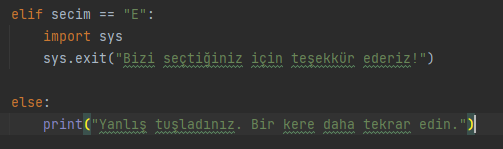 elif secim == "E":
    import sys
    sys.exit("Bizi seçtiğiniz için teşekkür ederiz!")
else:
    print("Yanlış tuşladınız. Bir kere daha tekrar edin.")